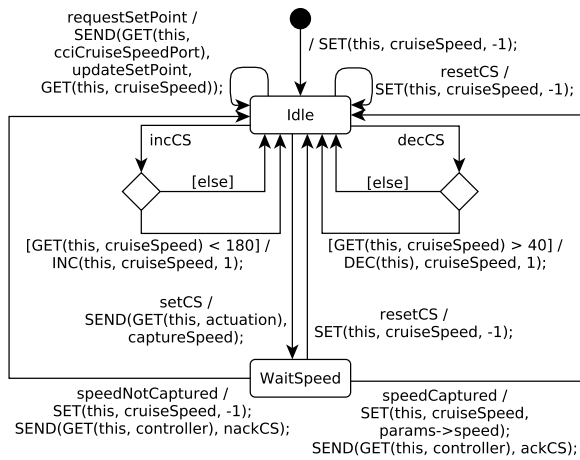 requestSetPoint /
SEND(GET(this,
cciCruiseSpeedPort),
updateSetPoint,
GET(this, cruiseSpeed));
/ SET(this, cruiseSpeed, -1);
resetCS /
SET(this, cruiseSpeed, -1);
Idle
incCS
decCS
[else]
[else]
[GET(this, cruiseSpeed) < 180] /
INC(this, cruiseSpeed, 1);
[GET(this, cruiseSpeed) > 40] /
DEC(this), cruiseSpeed, 1);
setCS /
SEND(GET(this, actuation),
captureSpeed);
resetCS /
SET(this, cruiseSpeed, -1);
WaitSpeed
speedNotCaptured /
SET(this, cruiseSpeed, -1);
SEND(GET(this, controller), nackCS);
speedCaptured /
SET(this, cruiseSpeed,
params->speed);
SEND(GET(this, controller), ackCS);